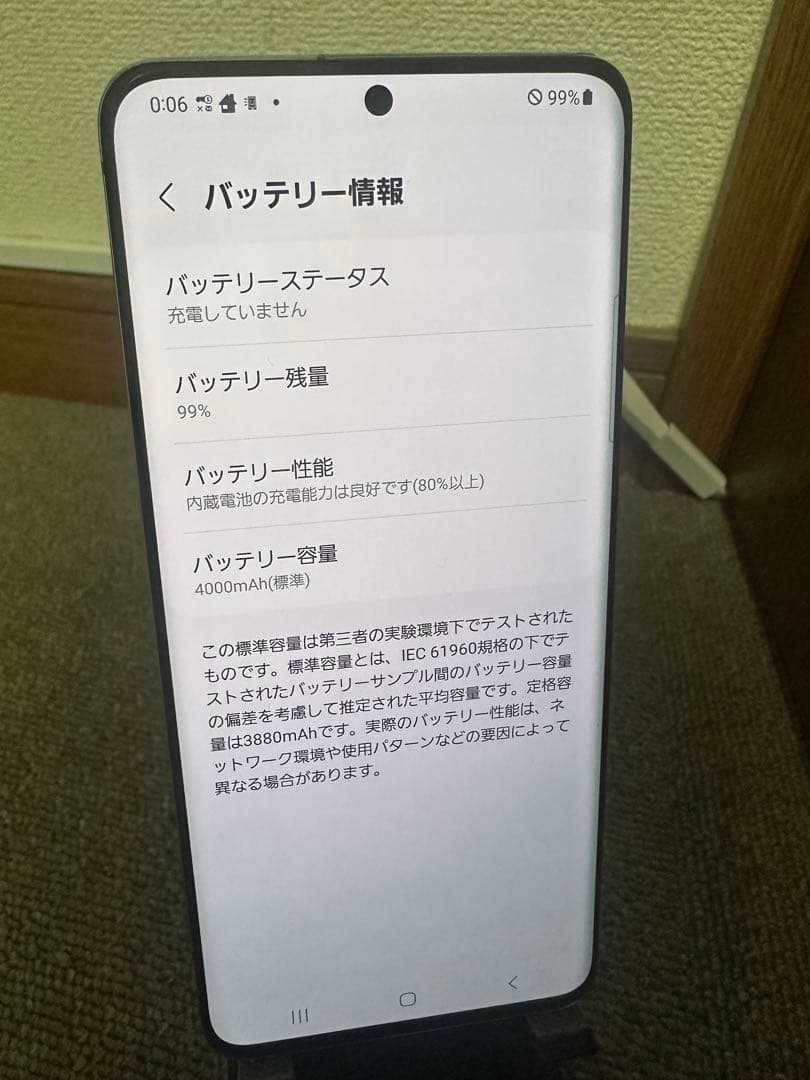 0:06 99%
バッテリー情報
バッテリーステータス
充電していません
バッテリー残量
99%
バッテリー性能
内蔵電池の充電能力は良好です(80%以上)
バッテリー容量
4000mAh(標準)
この標準容量は第三者の実験環境下でテストされた
ものです。標準容量とは、IEC 61960規格の下でテ
ストされたバッテリーサンプル間のバッテリー容量
の偏差を考慮して推定された平均容量です。定格容
量は3880mAhです。実際のバッテリー性能は、ネ
ットワーク環境や使用パターンなどの要因によって
異なる場合があります。